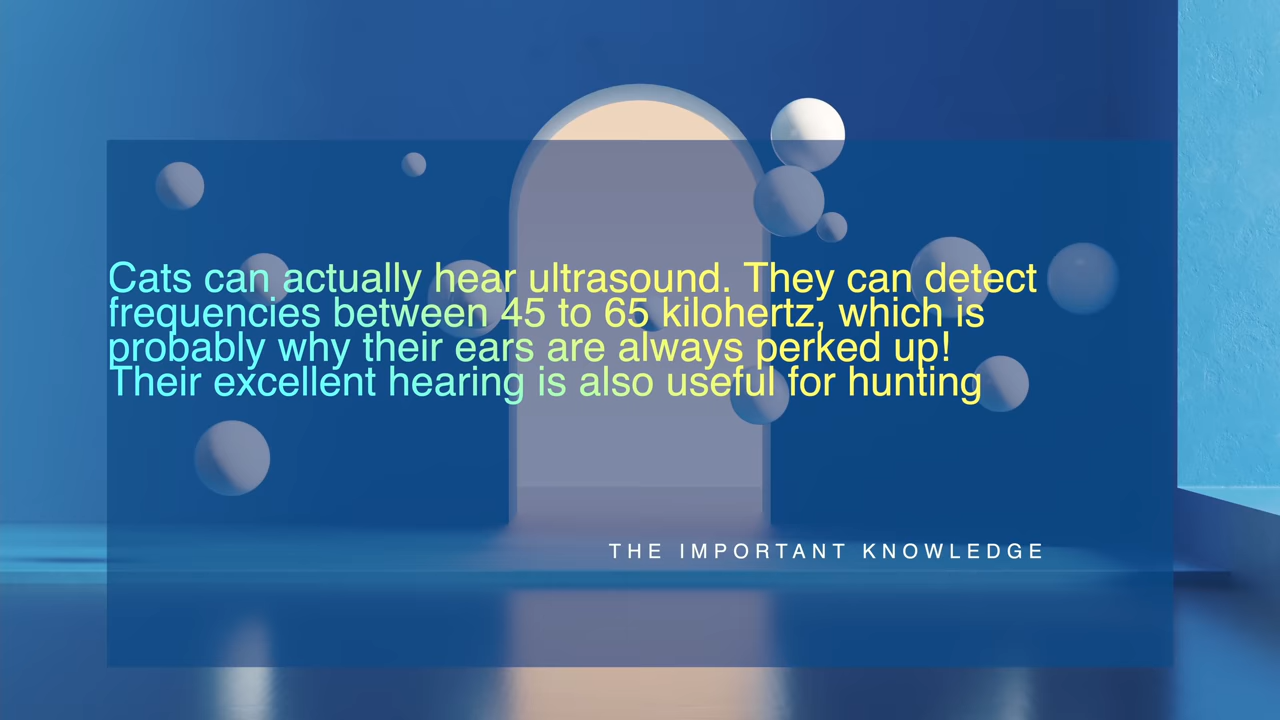 Cats can actually hear ultrasound. They can detect
frequencies between 45 to 65 kilohertz, which is
probably why their ears are always perked up!
Their excellent hearing is also useful for hunting
THE IMPORTANT KNOWLEDGE